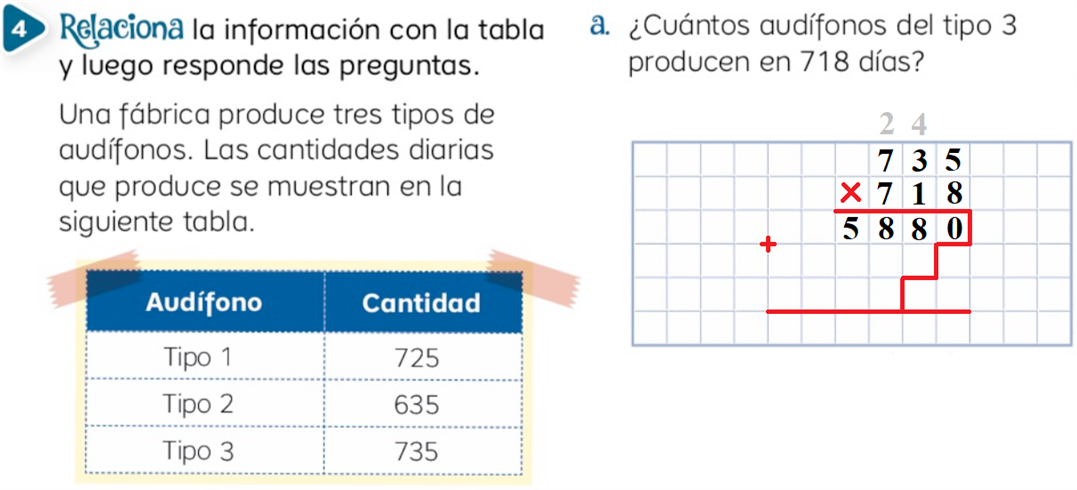 4 Relaciona la información con la tabla
y luego responde las preguntas.
Una fábrica produce tres tipos de
audífonos. Las cantidades diarias
que produce se muestran en la
siguiente tabla.
Audífono Cantidad
Tipo 1 725
Tipo 2 635
Tipo 3 735
a. ¿Cuántos audífonos del tipo 3
producen en 718 días?
2 4
7 3 5
× 7 1 8
5 8 8 0
+